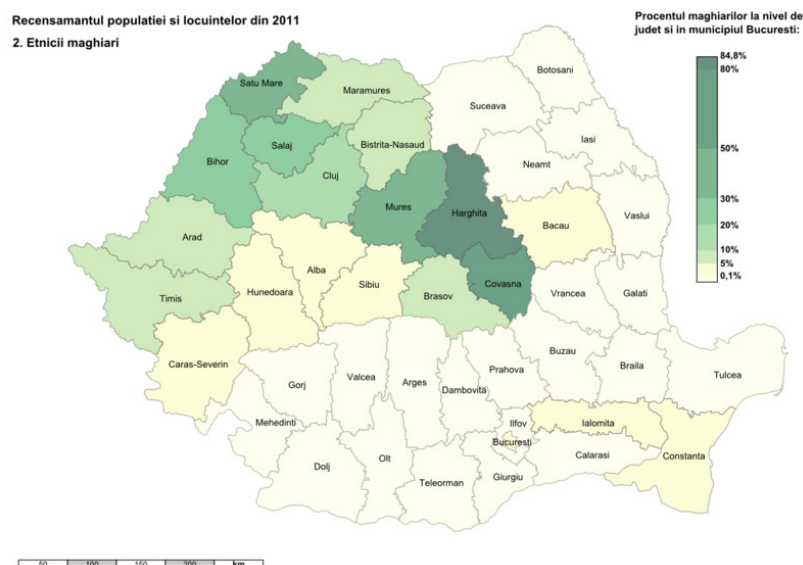 Recensamantul populatiei si locuintelor din 2011
2. Etnicii maghiari
Procentul maghiarilor la nivel de
judet si in municipiul Bucuresti:
84,8%
80%
50%
30%
20%
10%
5%
0,1%
Botosani
Satu Mare
Maramures
Suceava
Iasi
Salaj
Bistrita-Nasaud
Bihor
Neamt
Cluj
Mures
Harghita
Vaslui
Bacau
Arad
Alba
Covasna
Sibiu
Hunedoara
Brasov
Timis
Vrancea
Galati
Caras-Severin
Buzau
Braila
Prahova
Tulcea
Valcea
Arges
Gorj
Dambovita
Mehedinti
Ilfov
Ialomita
Bucuresti
Calarasi
Constanta
Olt
Dolj
Giurgiu
Teleorman
50 100 150 200 km